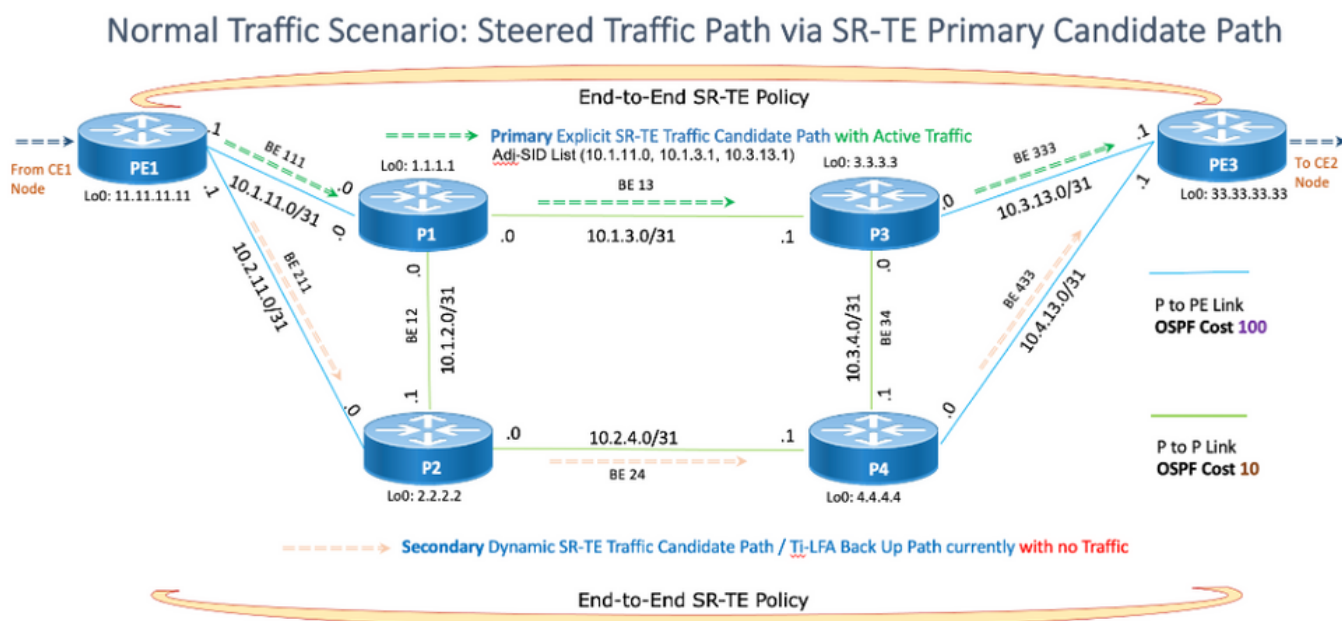 Normal Traffic Scenario: Steered Traffic Path via SR-TE Primary Candidate Path
End-to-End SR-TE Policy
From CE1
Node
PE1
Lo0: 11.11.11.11
.1
.1
BE 111
10.1.11.0/31
.0
.0
Primary Explicit SR-TE Traffic Candidate Path with Active Traffic
Adj-SID List (10.1.11.0, 10.1.3.1, 10.3.13.1)
Lo0: 1.1.1.1
P1
BE 13
.0
10.1.3.0/31
.1
Lo0: 3.3.3.3
P3
BE 333
.0
10.3.13.0/31
.1
.1
PE3
Lo0: 33.33.33.33
To CE2
Node
BE 211
10.2.11.0/31
.0
.0
BE 12
10.1.2.0/31
.1
.0
10.3.4.0/31
BE 34
.1
BE 433
10.4.13.0/31
.0
P to PE Link
OSPF Cost 100
P to P Link
OSPF Cost 10
P2
Lo0: 2.2.2.2
.0
10.2.4.0/31
.1
BE 24
P4
Lo0: 4.4.4.4
Secondary Dynamic SR-TE Traffic Candidate Path / Ti-LFA Back Up Path currently with no Traffic
End-to-End SR-TE Policy